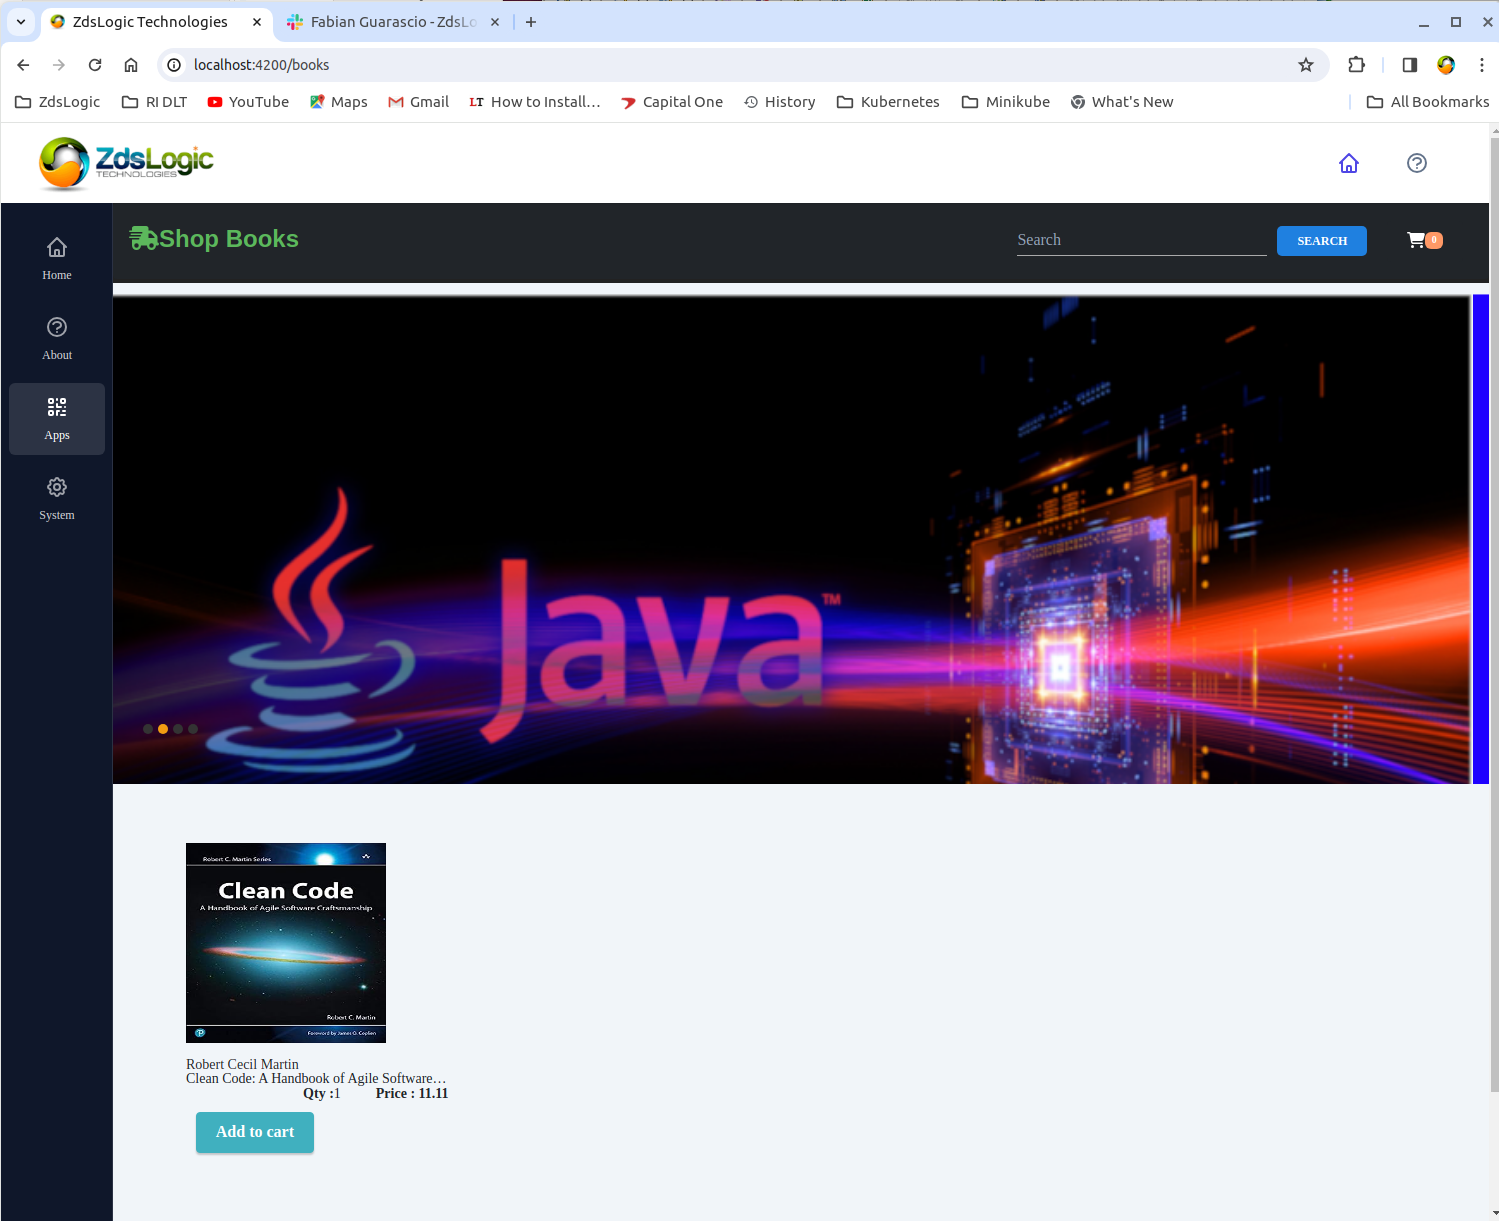 ZdsLogic Technologies
Fabian Guarascio - ZdsLo
localhost:4200/books
ZdsLogic
RI DLT
YouTube
Maps
Gmail
LT How to Install…
Capital One
History
Kubernetes
Minikube
What's New
All Bookmarks
ZdsLogic
TECHNOLOGIES
Home
About
Apps
System
Shop Books
Search
SEARCH
0
Java™
Robert C. Martin Series
Clean Code
A Handbook of Agile Software Craftsmanship
Robert C. Martin
Foreword by James O. Coplien
Robert Cecil Martin
Clean Code: A Handbook of Agile Software…
Qty :1 Price : 11.11
Add to cart